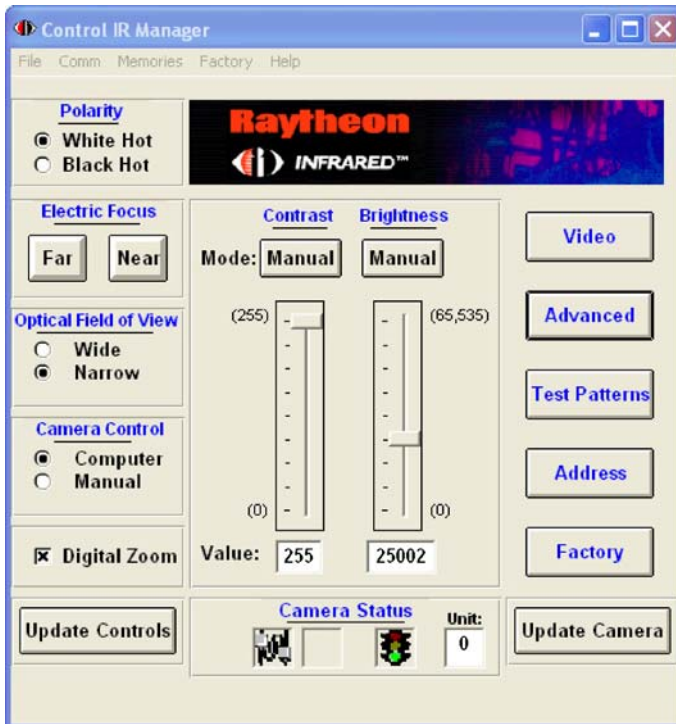 Control IR Manager
File Comm Memories Factory Help
Polarity
White Hot
Black Hot
Raytheon
INFRARED™
Electric Focus
Far Near
Optical Field of View
Wide
Narrow
Camera Control
Computer
Manual
Digital Zoom
Contrast Brightness
Mode: Manual Manual
(255) (65,535)
(0) (0)
Value: 255 25002
Video
Advanced
Test Patterns
Address
Factory
Update Controls
Camera Status
Unit:
0
Update Camera